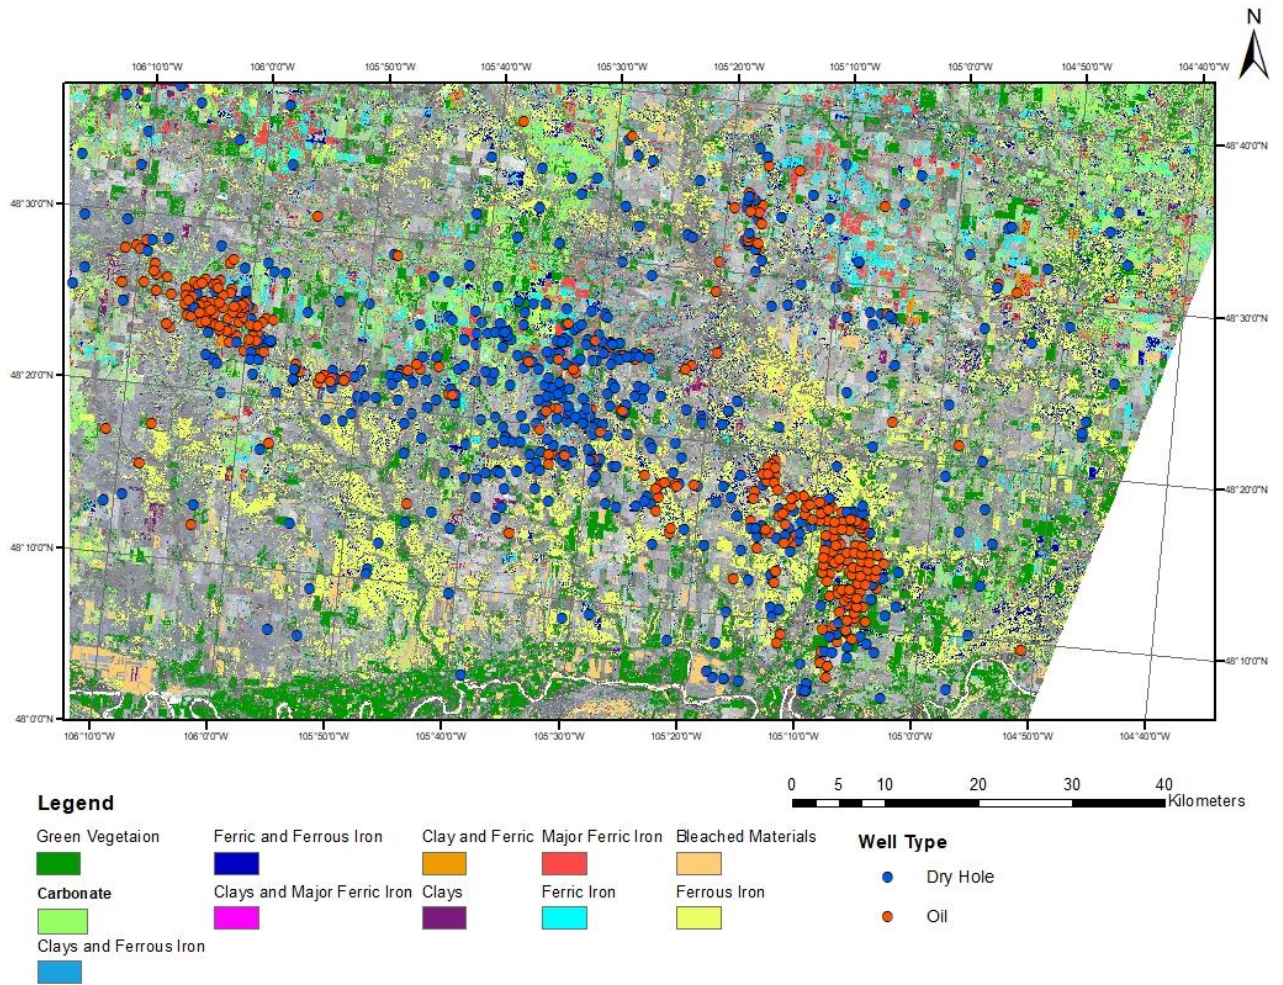 N
106°10'0"W 106°0'0"W 105°50'0"W 105°40'0"W 105°30'0"W 105°20'0"W 105°10'0"W 105°0'0"W 104°50'0"W 104°40'0"W
48°40'0"N
48°30'0"N
48°30'0"N
48°20'0"N
48°20'0"N
48°10'0"N
48°10'0"N
48°0'0"N
106°10'0"W 106°0'0"W 105°50'0"W 105°40'0"W 105°30'0"W 105°20'0"W 105°10'0"W 105°0'0"W 104°50'0"W 104°40'0"W
0 5 10 20 30 40
Kilometers
Legend
Green Vegetaion Ferric and Ferrous Iron Clay and Ferric Major Ferric Iron Bleached Materials
Carbonate Clays and Major Ferric Iron Clays Ferric Iron Ferrous Iron
Clays and Ferrous Iron
Well Type
Dry Hole
Oil